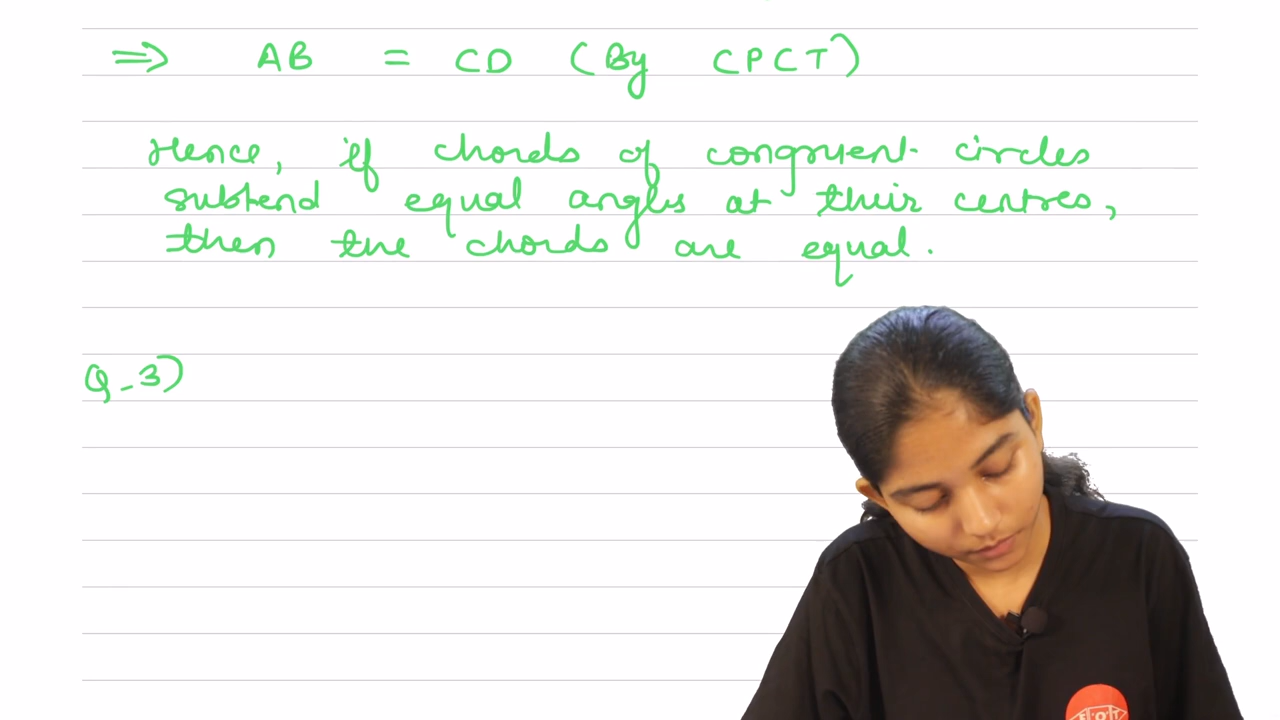 ⇒ AB = CD (By CPCT)
Hence, if chords of congruent circles
subtend equal angles at their centres,
then the chords are equal.
Q-3)